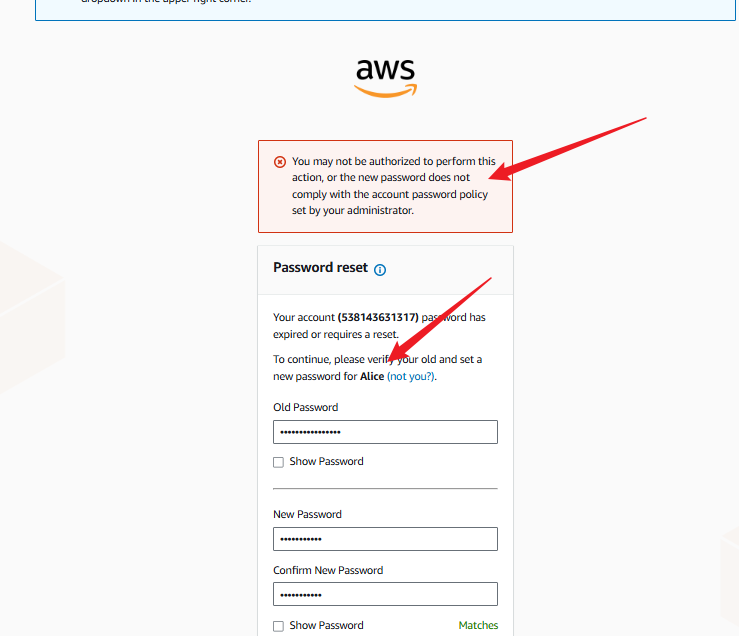 dropdown in the upper right corner.
aws
You may not be authorized to perform this
action, or the new password does not
comply with the account password policy
set by your administrator.
Password reset
Your account (538143631317) password has
expired or requires a reset.
To continue, please verify your old and set a
new password for Alice (not you?).
Old Password
Show Password
New Password
Confirm New Password
Show Password Matches